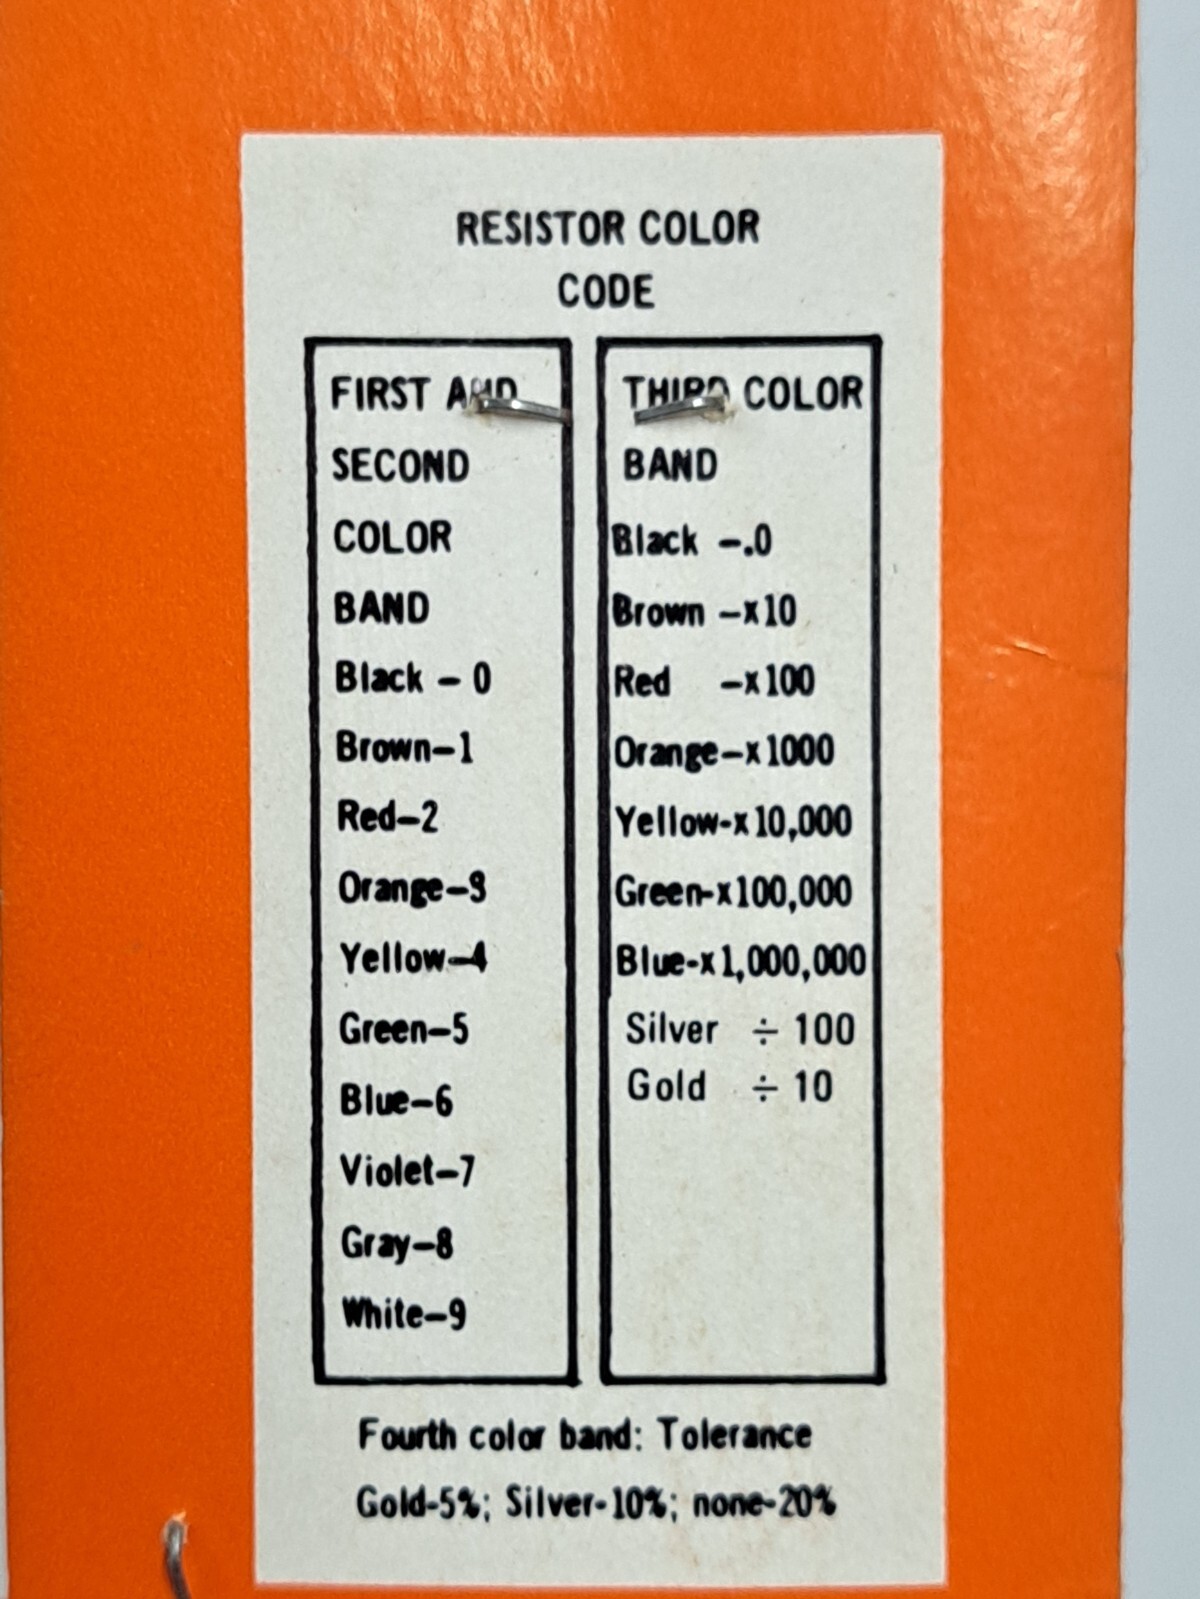 RESISTOR COLOR
CODE
FIRST AND
SECOND
COLOR
BAND
Black - 0
Brown-1
Red-2
Orange-3
Yellow-4
Green-5
Blue-6
Violet-7
Gray-8
White-9
THIRD COLOR
BAND
Black -.0
Brown -x10
Red -x100
Orange-x1000
Yellow-x10,000
Green-x100,000
Blue-x1,000,000
Silver ÷ 100
Gold ÷ 10
Fourth color band: Tolerance
Gold-5%; Silver-10%; none-20%